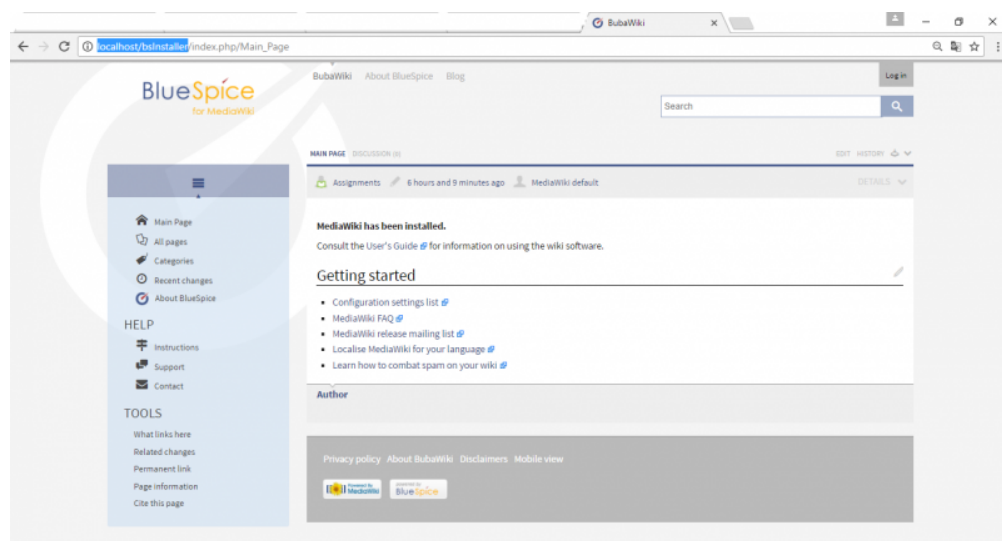 BubaWiki
localhost/bsInstaller/index.php/Main_Page
BlueSpice
for MediaWiki
BubaWiki About BlueSpice Blog
Log in
Search
MAIN PAGE DISCUSSION (0)
EDIT HISTORY
Assignments 6 hours and 9 minutes ago MediaWiki default
DETAILS
Main Page
All pages
Categories
Recent changes
About BlueSpice
HELP
Instructions
Support
Contact
TOOLS
What links here
Related changes
Permanent link
Page information
Cite this page
MediaWiki has been installed.
Consult the User's Guide for information on using the wiki software.
Getting started
Configuration settings list
MediaWiki FAQ
MediaWiki release mailing list
Localise MediaWiki for your language
Learn how to combat spam on your wiki
Author
Privacy policy About BubaWiki Disclaimers Mobile view
Powered By
MediaWiki
powered by
BlueSpice